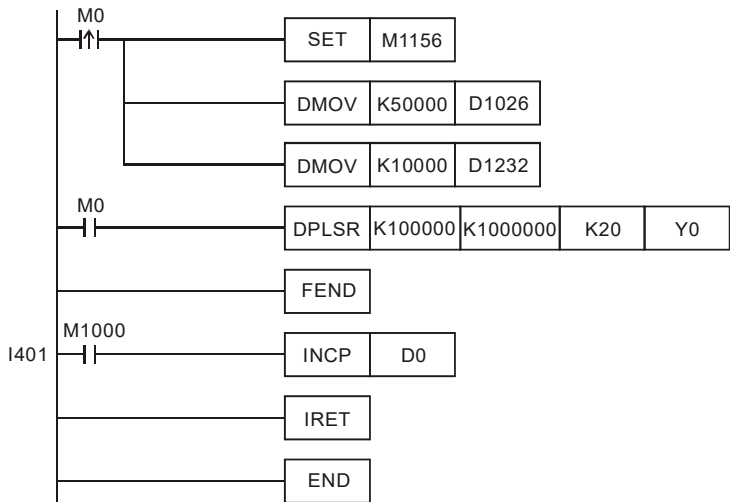 M0
SET M1156
DMOV K50000 D1026
DMOV K10000 D1232
M0
DPLSR K100000 K1000000 K20 Y0
FEND
M1000
I401 INCP D0
IRET
END